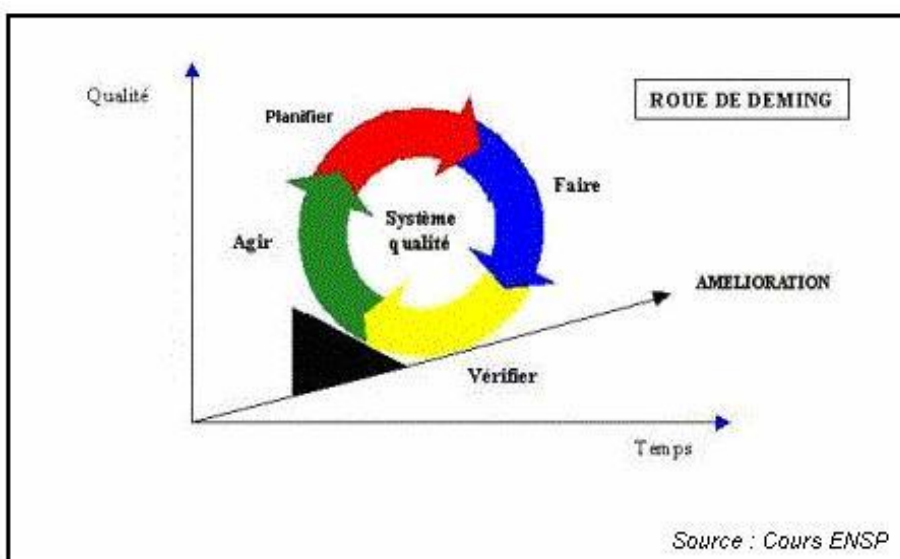 Qualité
ROUE DE DEMING
Planifier
Faire
Système
qualité
Agir
AMELIORATION
Vérifier
Temps
Source : Cours ENSP